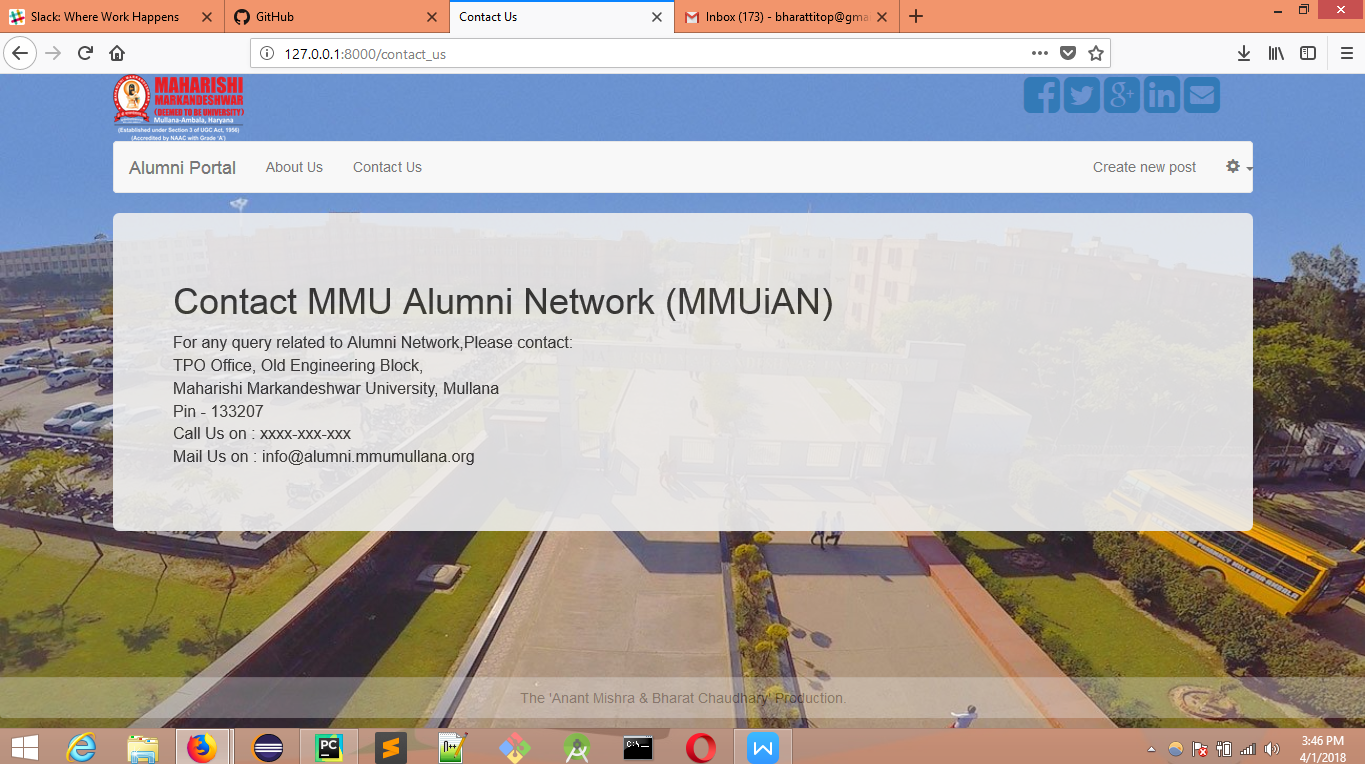 Slack: Where Work Happens
GitHub
Contact Us
Inbox (173) - bharattitop@gma
127.0.0.1:8000/contact_us
MAHARISHI
MARKANDESHWAR
(DEEMED TO BE UNIVERSITY)
Mullana-Ambala, Haryana
(Established under Section 3 of UGC Act, 1956)
(Accredited by NAAC with Grade 'A')
Alumni Portal
About Us
Contact Us
Create new post
Contact MMU Alumni Network (MMUiAN)
For any query related to Alumni Network,Please contact:
TPO Office, Old Engineering Block,
Maharishi Markandeshwar University, Mullana
Pin - 133207
Call Us on : xxxx-xxx-xxx
Mail Us on : info@alumni.mmumullana.org
The 'Anant Mishra & Bharat Chaudhary' Production.
3:46 PM
4/1/2018